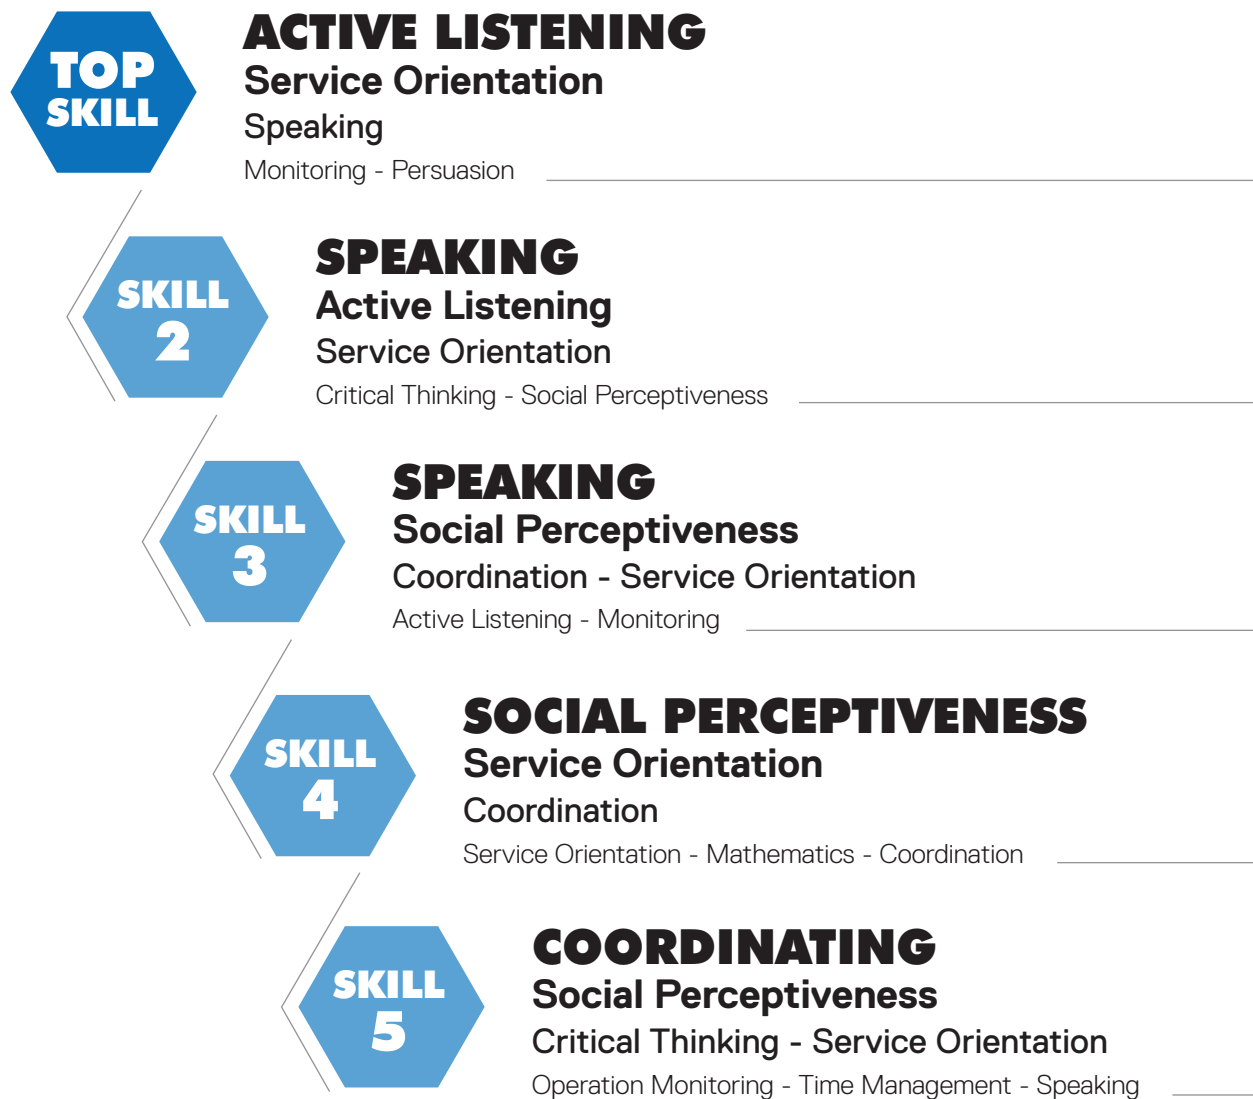 TOP
SKILL
ACTIVE LISTENING
Service Orientation
Speaking
Monitoring - Persuasion
SKILL
2
SPEAKING
Active Listening
Service Orientation
Critical Thinking - Social Perceptiveness
SKILL
3
SPEAKING
Social Perceptiveness
Coordination - Service Orientation
Active Listening - Monitoring
SKILL
4
SOCIAL PERCEPTIVENESS
Service Orientation
Coordination
Service Orientation - Mathematics - Coordination
SKILL
5
COORDINATING
Social Perceptiveness
Critical Thinking - Service Orientation
Operation Monitoring - Time Management - Speaking